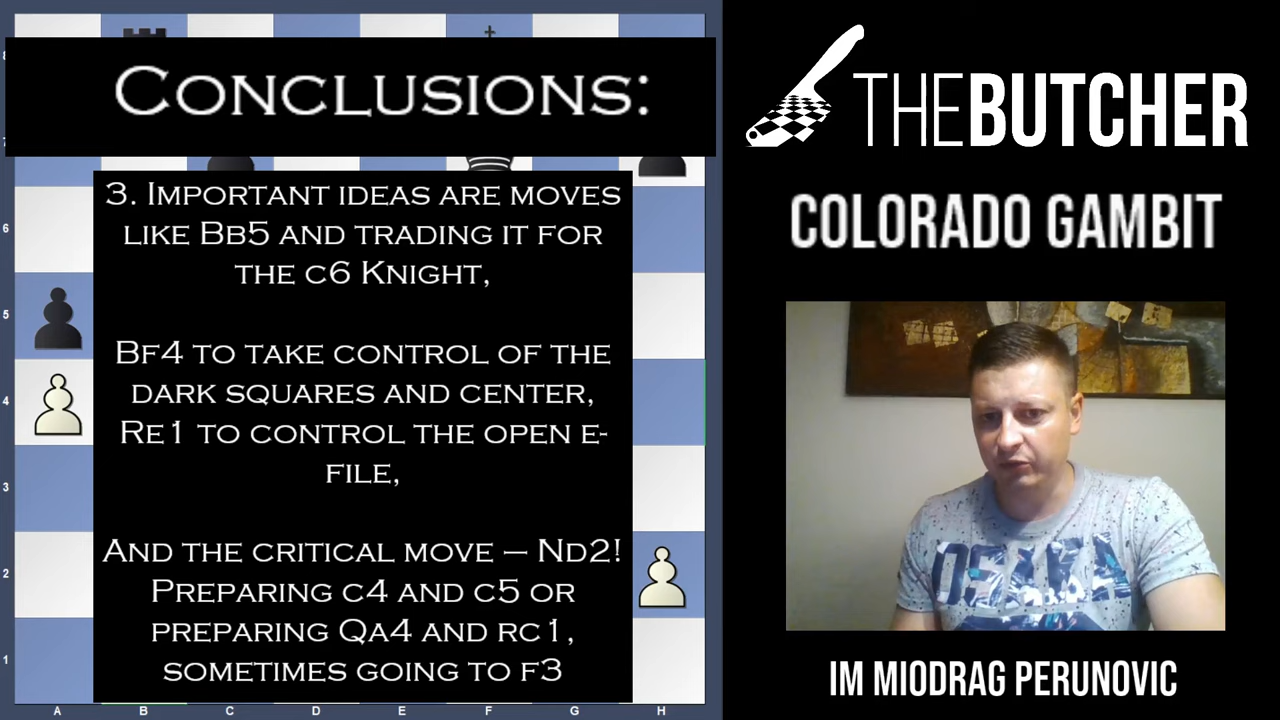 CONCLUSIONS:
3. IMPORTANT IDEAS ARE MOVES
LIKE BB5 AND TRADING IT FOR
THE C6 KNIGHT,
BF4 TO TAKE CONTROL OF THE
DARK SQUARES AND CENTER,
RE1 TO CONTROL THE OPEN E-
FILE,
AND THE CRITICAL MOVE – ND2!
PREPARING C4 AND C5 OR
PREPARING QA4 AND RC1,
SOMETIMES GOING TO F3
8
7
6
5
4
3
2
1
A B C D E F G H
THEBUTCHER
COLORADO GAMBIT
OSAKA
IM MIODRAG PERUNOVIC